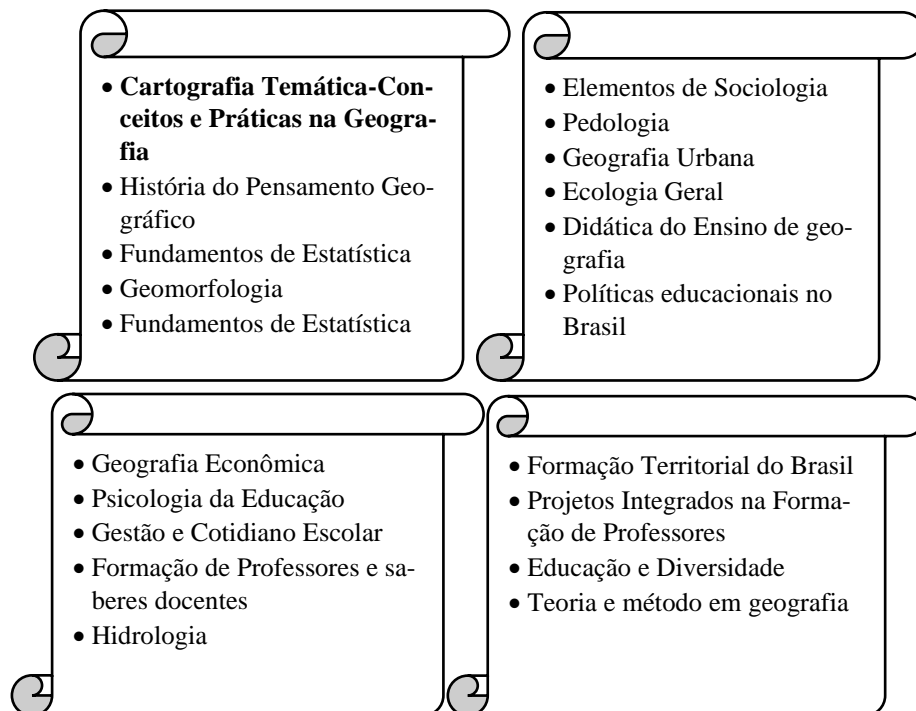 • Cartografia Temática-Con-
ceitos e Práticas na Geogra-
fia
• História do Pensamento Geo-
gráfico
• Fundamentos de Estatística
• Geomorfologia
• Fundamentos de Estatística
• Elementos de Sociologia
• Pedologia
• Geografia Urbana
• Ecologia Geral
• Didática do Ensino de geo-
grafia
• Políticas educacionais no
Brasil
• Geografia Econômica
• Psicologia da Educação
• Gestão e Cotidiano Escolar
• Formação de Professores e sa-
beres docentes
• Hidrologia
• Formação Territorial do Brasil
• Projetos Integrados na Forma-
ção de Professores
• Educação e Diversidade
• Teoria e método em geografia